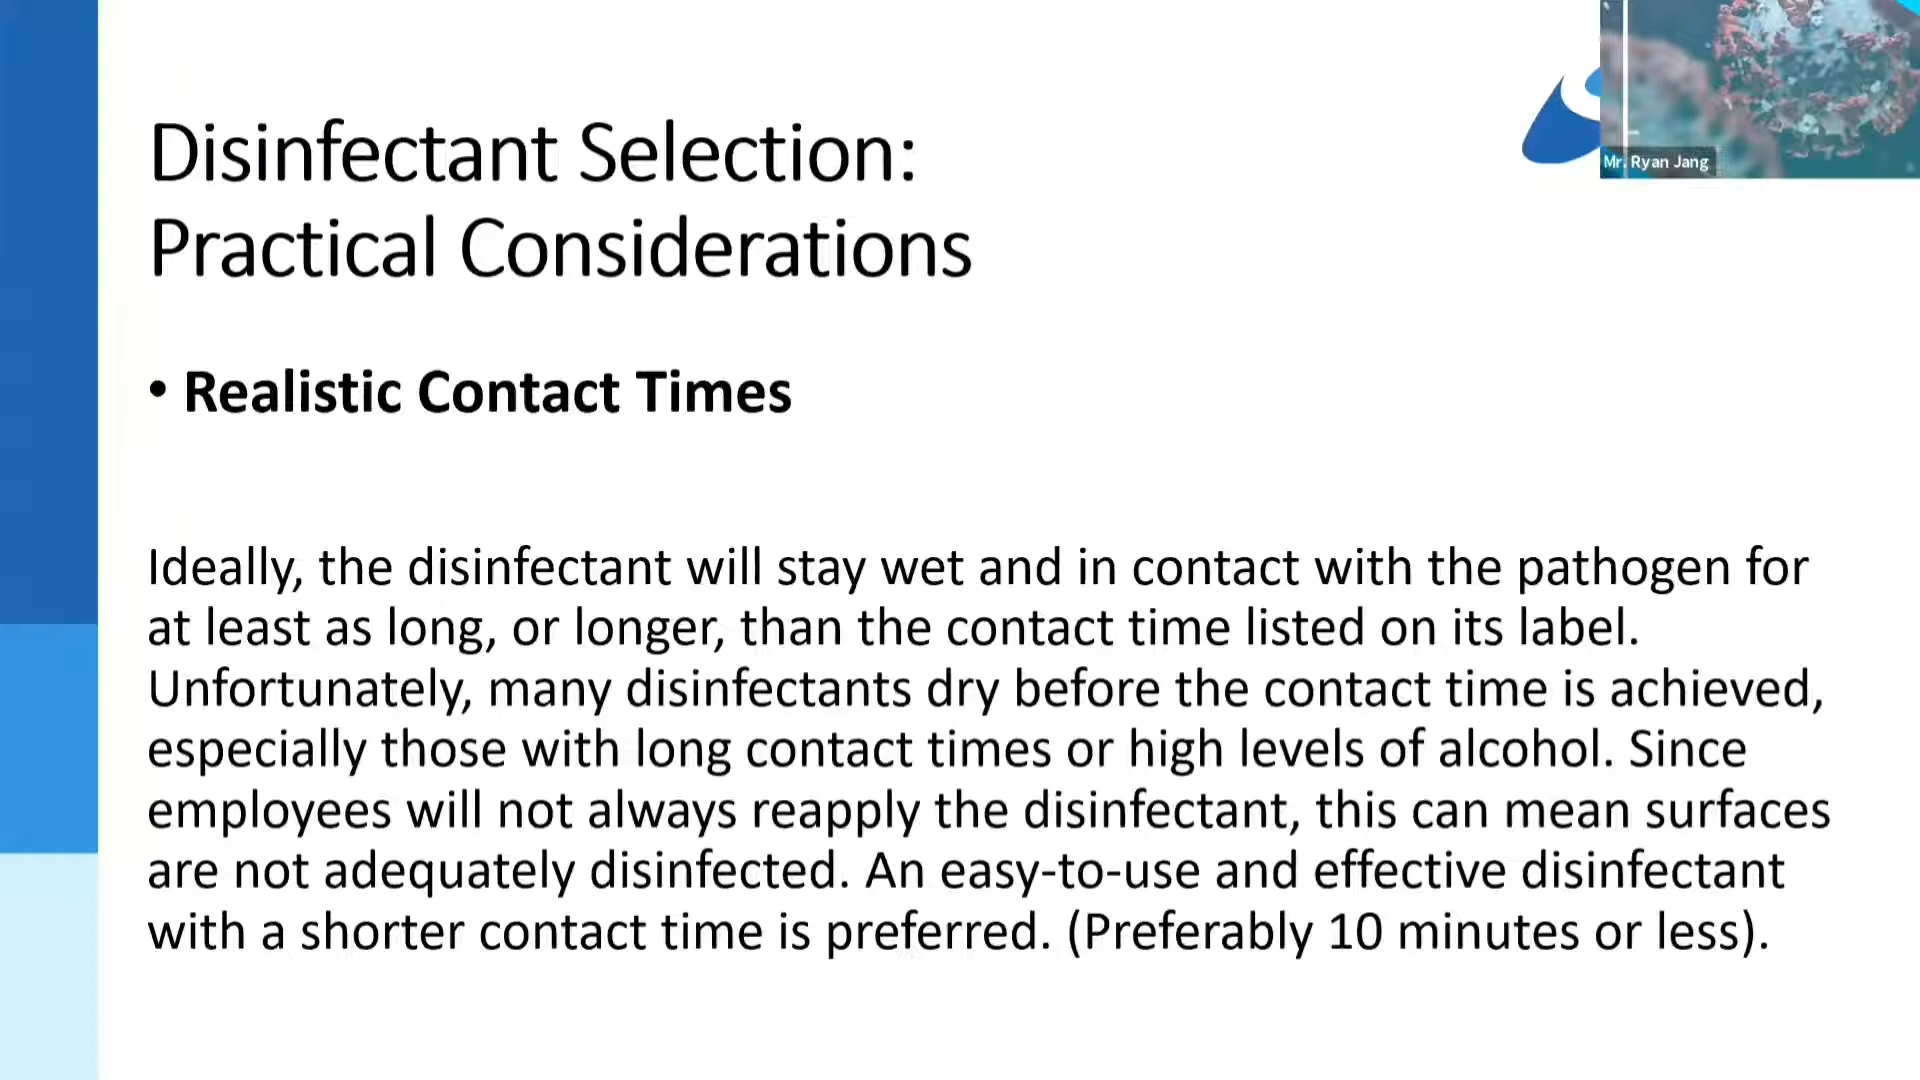 Mr. Ryan Jang
Disinfectant Selection:
Practical Considerations
• Realistic Contact Times
Ideally, the disinfectant will stay wet and in contact with the pathogen for
at least as long, or longer, than the contact time listed on its label.
Unfortunately, many disinfectants dry before the contact time is achieved,
especially those with long contact times or high levels of alcohol. Since
employees will not always reapply the disinfectant, this can mean surfaces
are not adequately disinfected. An easy-to-use and effective disinfectant
with a shorter contact time is preferred. (Preferably 10 minutes or less).